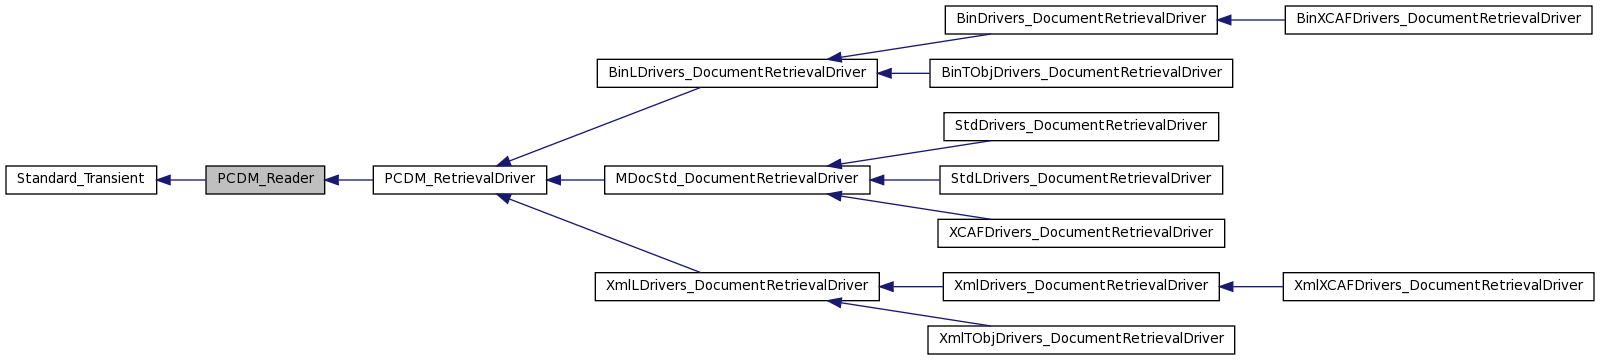 BinDrivers_DocumentRetrievalDriver
BinXCAFDrivers_DocumentRetrievalDriver
BinLDrivers_DocumentRetrievalDriver
BinTObjDrivers_DocumentRetrievalDriver
StdDrivers_DocumentRetrievalDriver
Standard_Transient
PCDM_Reader
PCDM_RetrievalDriver
MDocStd_DocumentRetrievalDriver
StdLDrivers_DocumentRetrievalDriver
XCAFDrivers_DocumentRetrievalDriver
XmlLDrivers_DocumentRetrievalDriver
XmlDrivers_DocumentRetrievalDriver
XmlXCAFDrivers_DocumentRetrievalDriver
XmlTObjDrivers_DocumentRetrievalDriver